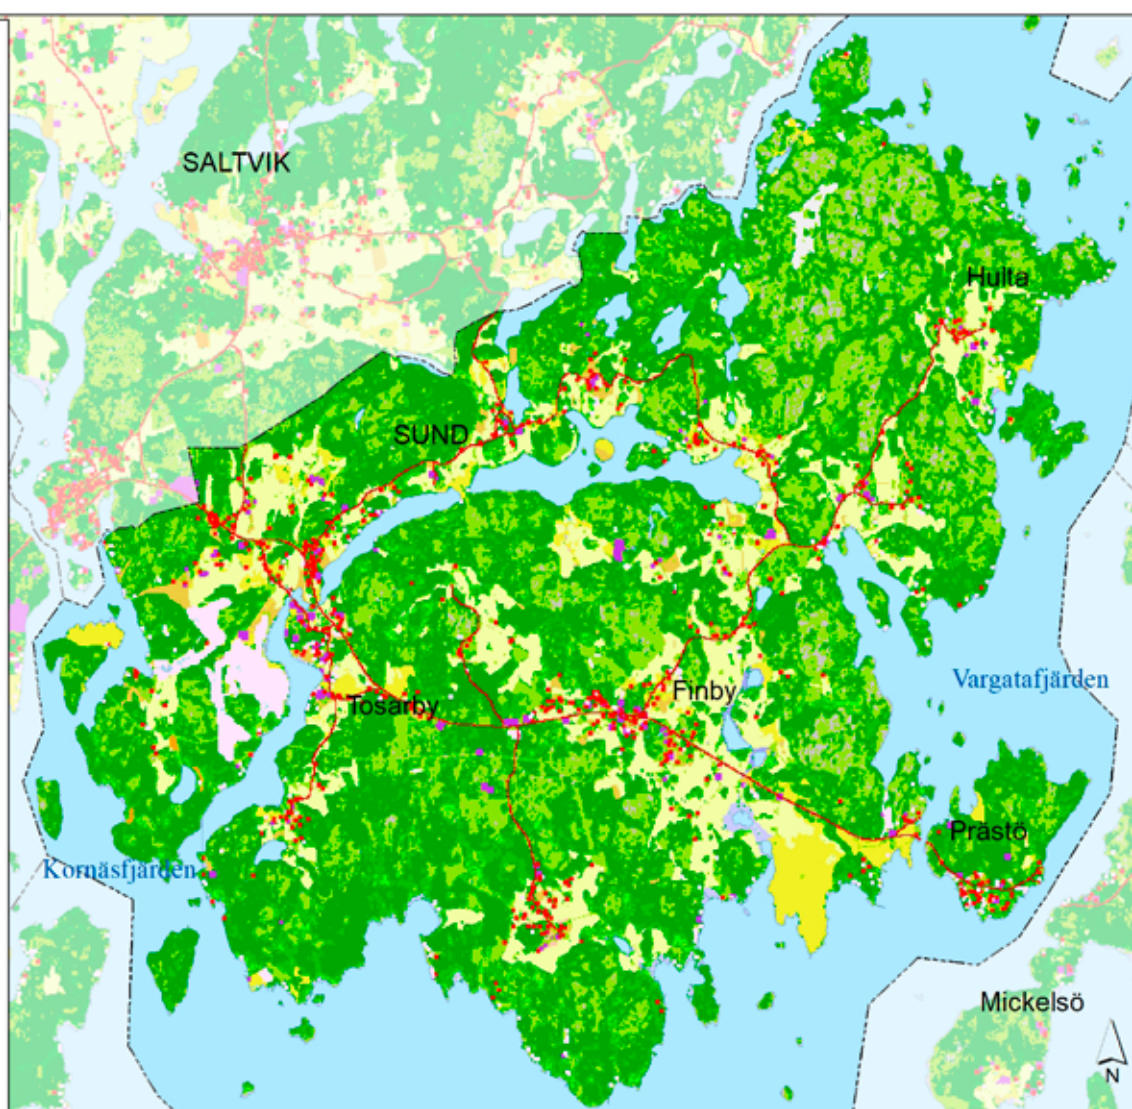 SALTVIK
Hulta
SUND
Vargatafjärden
Finby
Tosarby
Prästö
Kornäsfjärden
Mickelsö
N